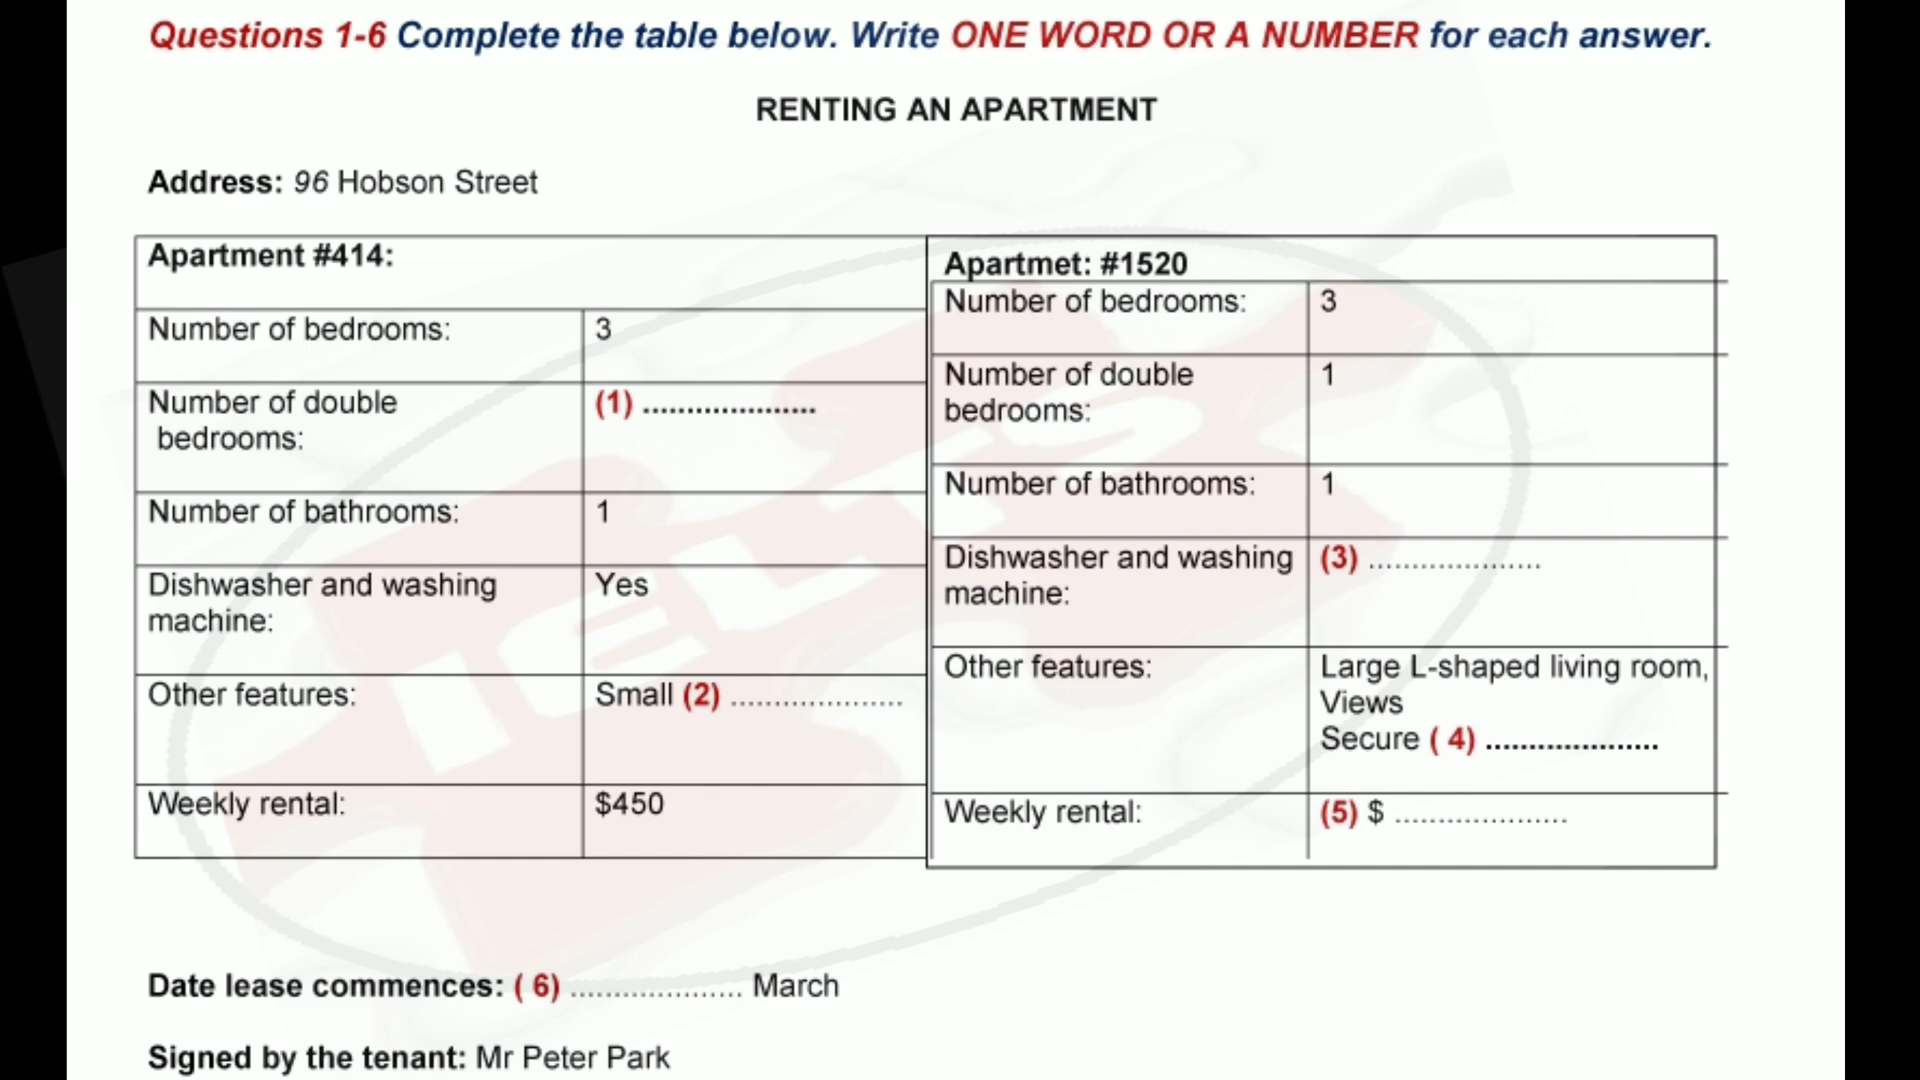 Questions 1-6 Complete the table below. Write ONE WORD OR A NUMBER for each answer.
RENTING AN APARTMENT
Address: 96 Hobson Street
Apartment #414:
Number of bedrooms: 3
Number of double bedrooms: (1) ....................
Number of bathrooms: 1
Dishwasher and washing machine: Yes
Other features: Small (2) ....................
Weekly rental: $450
Apartmet: #1520
Number of bedrooms: 3
Number of double bedrooms: 1
Number of bathrooms: 1
Dishwasher and washing machine: (3) ....................
Other features: Large L-shaped living room,
Views
Secure ( 4) ....................
Weekly rental: (5) $ ....................
Date lease commences: ( 6) .................... March
Signed by the tenant: Mr Peter Park
IELTS